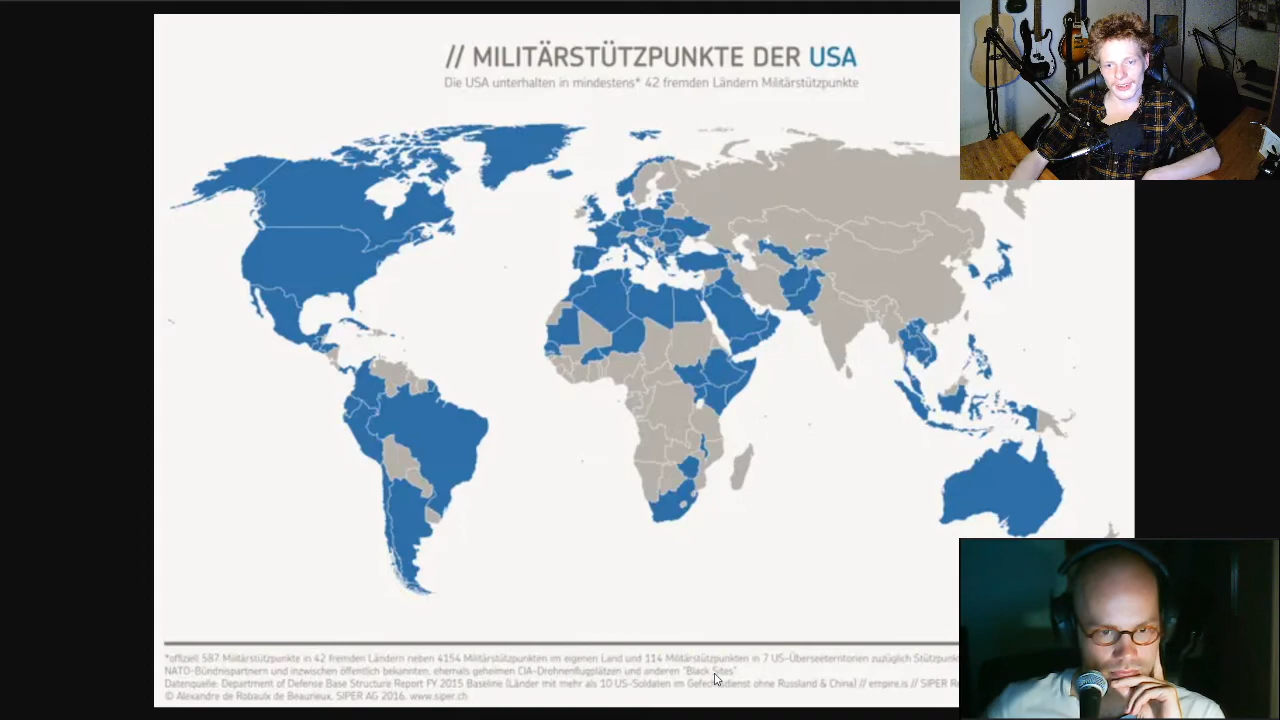 // MILITÄRSTÜTZPUNKTE DER USA
Die USA unterhalten in mindestens* 42 fremden Ländern Militärstützpunkte
*offiziell 587 Militärstützpunkte in 42 fremden Ländern neben 4154 Militärstützpunkten im eigenen Land und 114 Militärstützpunkten in 7 US-Überseeterritorien zuzüglich
NATO-Bündnispartnern und inzwischen öffentlich bekannten, ehemals geheimen CIA-Drohnenflugplätzen und anderen "Black Sites"
Datenquelle: Department of Defense Base Structure Report FY 2015 Baseline (Länder mit mehr als 10 US-Soldaten im Gefechtsdienst ohne Russland & China) // empire.is // SIPER
© Alexandre de Robaulx de Beaurieux, SIPER AG 2016, www.siper.ch